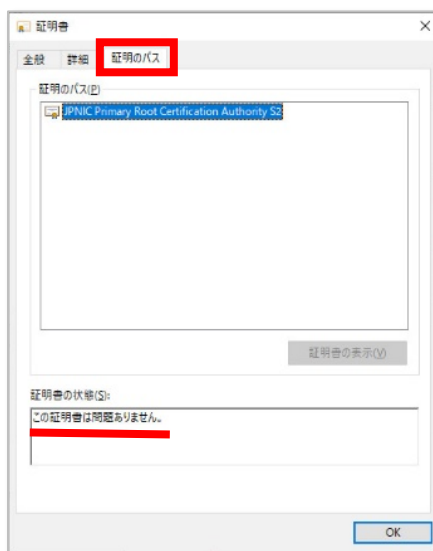 証明書
全般 詳細 証明のパス
証明のパス(P)
JPNIC Primary Root Certification Authority S2
証明書の表示(V)
証明書の状態(S):
この証明書は問題ありません。
OK